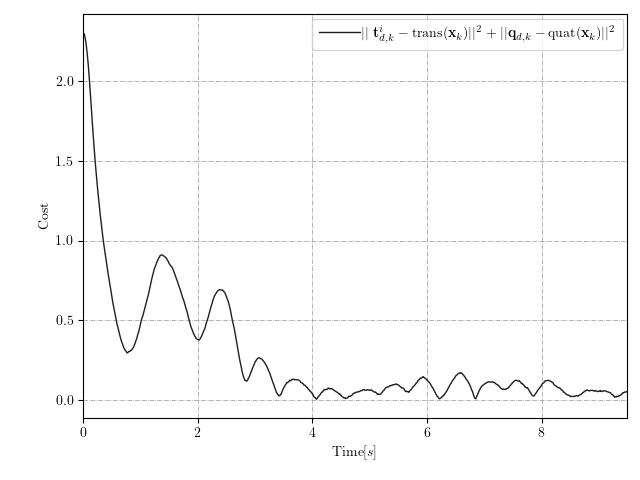 || t^i_{d,k} − trans(x_k)||^2 + ||q_{d,k} − quat(x_k)||^2
2.0
1.5
1.0
0.5
0.0
Cost
0 2 4 6 8
Time[s]